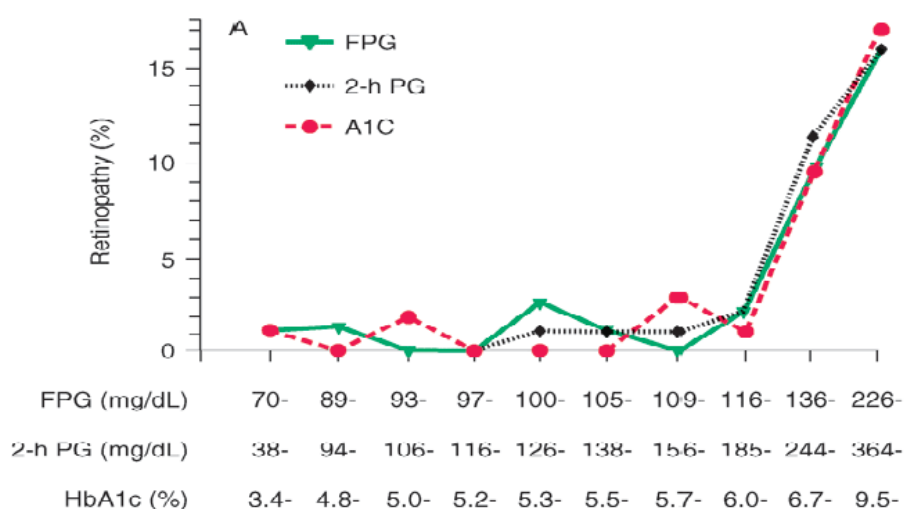 A
FPG
2-h PG
A1C
Retinopathy (%)
15
10
5
0
FPG (mg/dL) 70- 89- 93- 97- 100- 105- 109- 116- 136- 226-
2-h PG (mg/dL) 38- 94- 106- 116- 126- 138- 156- 185- 244- 364-
HbA1c (%) 3.4- 4.8- 5.0- 5.2- 5.3- 5.5- 5.7- 6.0- 6.7- 9.5-